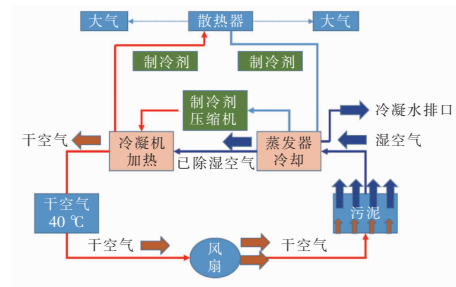 大气
散热器
大气
制冷剂
制冷剂
制冷剂
压缩机
冷凝水排口
干空气
冷凝机
加热
蒸发器
冷却
湿空气
已除湿空气
干空气
40 ℃
污泥
干空气
风
扇
干空气